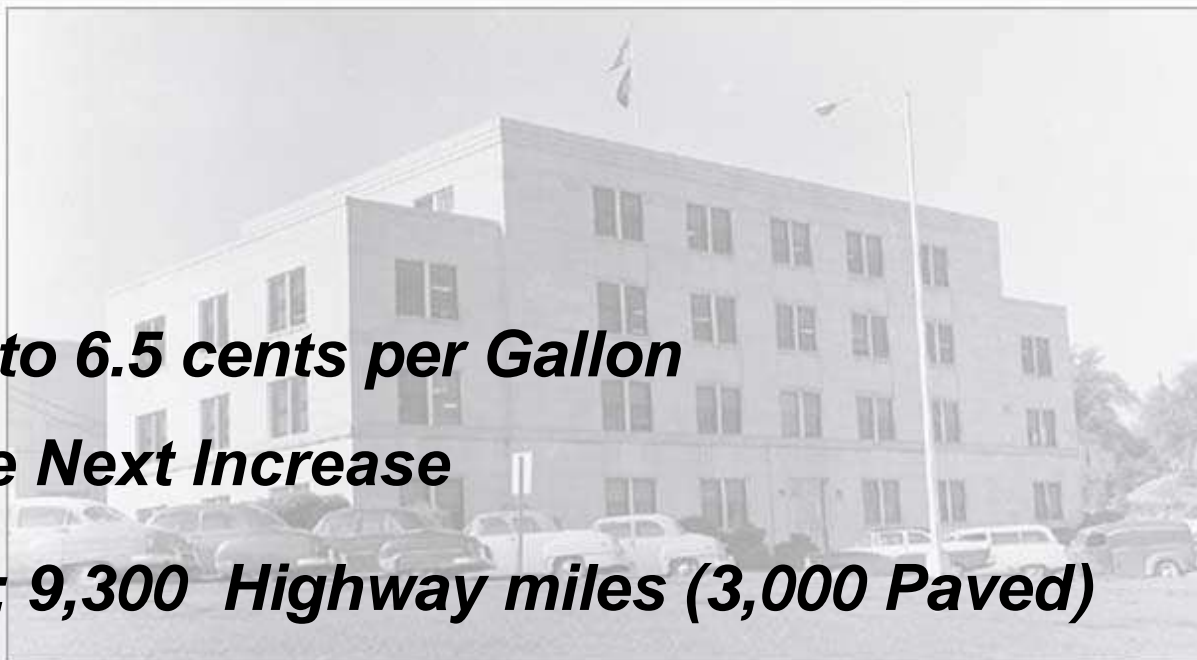 to 6.5 cents per Gallon
Next Increase
9,300 Highway miles (3,000 Paved)